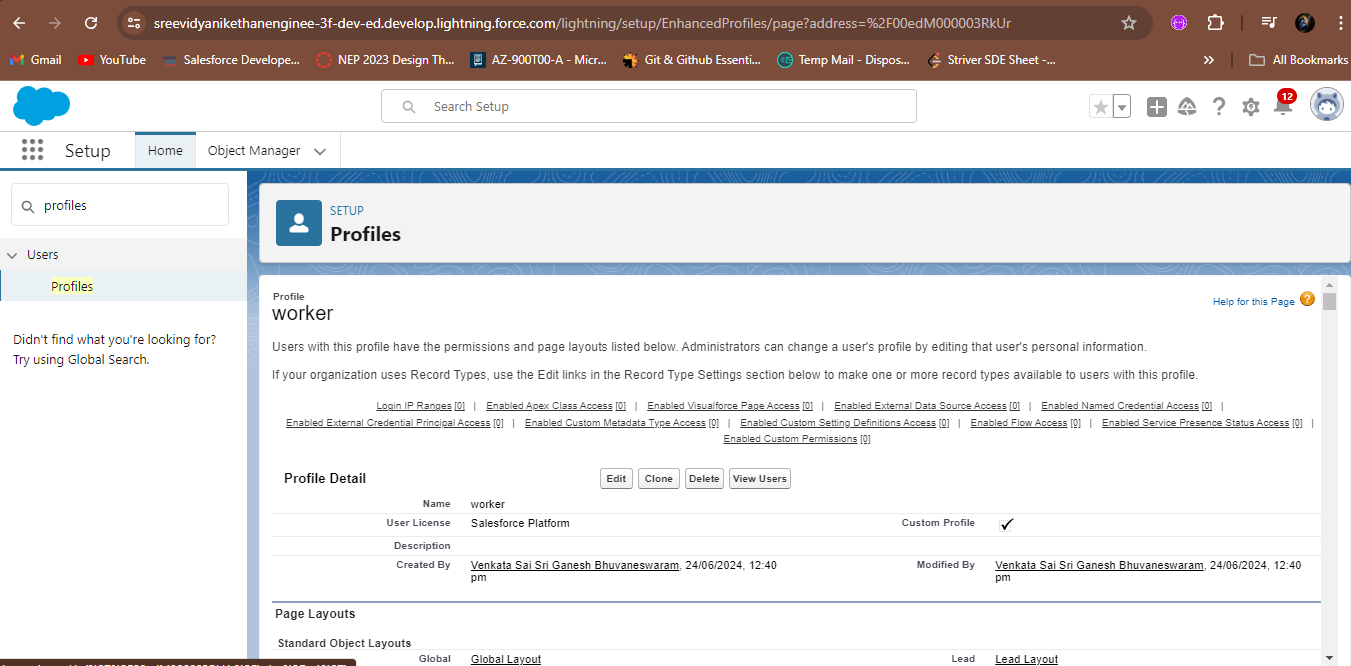 sreevidyanikethanenginee-3f-dev-ed.develop.lightning.force.com/lightning/setup/EnhancedProfiles/page?address=%2F00edM000003RkUr
Gmail YouTube Salesforce Develope... NEP 2023 Design Th... AZ-900T00-A - Micr... Git & Github Essenti... Temp Mail - Dispos... Striver SDE Sheet -... » All Bookmarks
Search Setup 12
Setup Home Object Manager
profiles
Users
Profiles
Didn't find what you're looking for?
Try using Global Search.
SETUP
Profiles
Profile
worker
Help for this Page ?
Users with this profile have the permissions and page layouts listed below. Administrators can change a user's profile by editing that user's personal information.
If your organization uses Record Types, use the Edit links in the Record Type Settings section below to make one or more record types available to users with this profile.
Login IP Ranges [0] | Enabled Apex Class Access [0] | Enabled Visualforce Page Access [0] | Enabled External Data Source Access [0] | Enabled Named Credential Access [0] |
Enabled External Credential Principal Access [0] | Enabled Custom Metadata Type Access [0] | Enabled Custom Setting Definitions Access [0] | Enabled Flow Access [0] | Enabled Service Presence Status Access [0] |
Enabled Custom Permissions [0]
Profile Detail Edit Clone Delete View Users
Name worker
User License Salesforce Platform Custom Profile ✓
Description
Created By Venkata Sai Sri Ganesh Bhuvaneswaram, 24/06/2024, 12:40 Modified By Venkata Sai Sri Ganesh Bhuvaneswaram, 24/06/2024, 12:40
pm pm
Page Layouts
Standard Object Layouts
Global Global Layout Lead Lead Layout